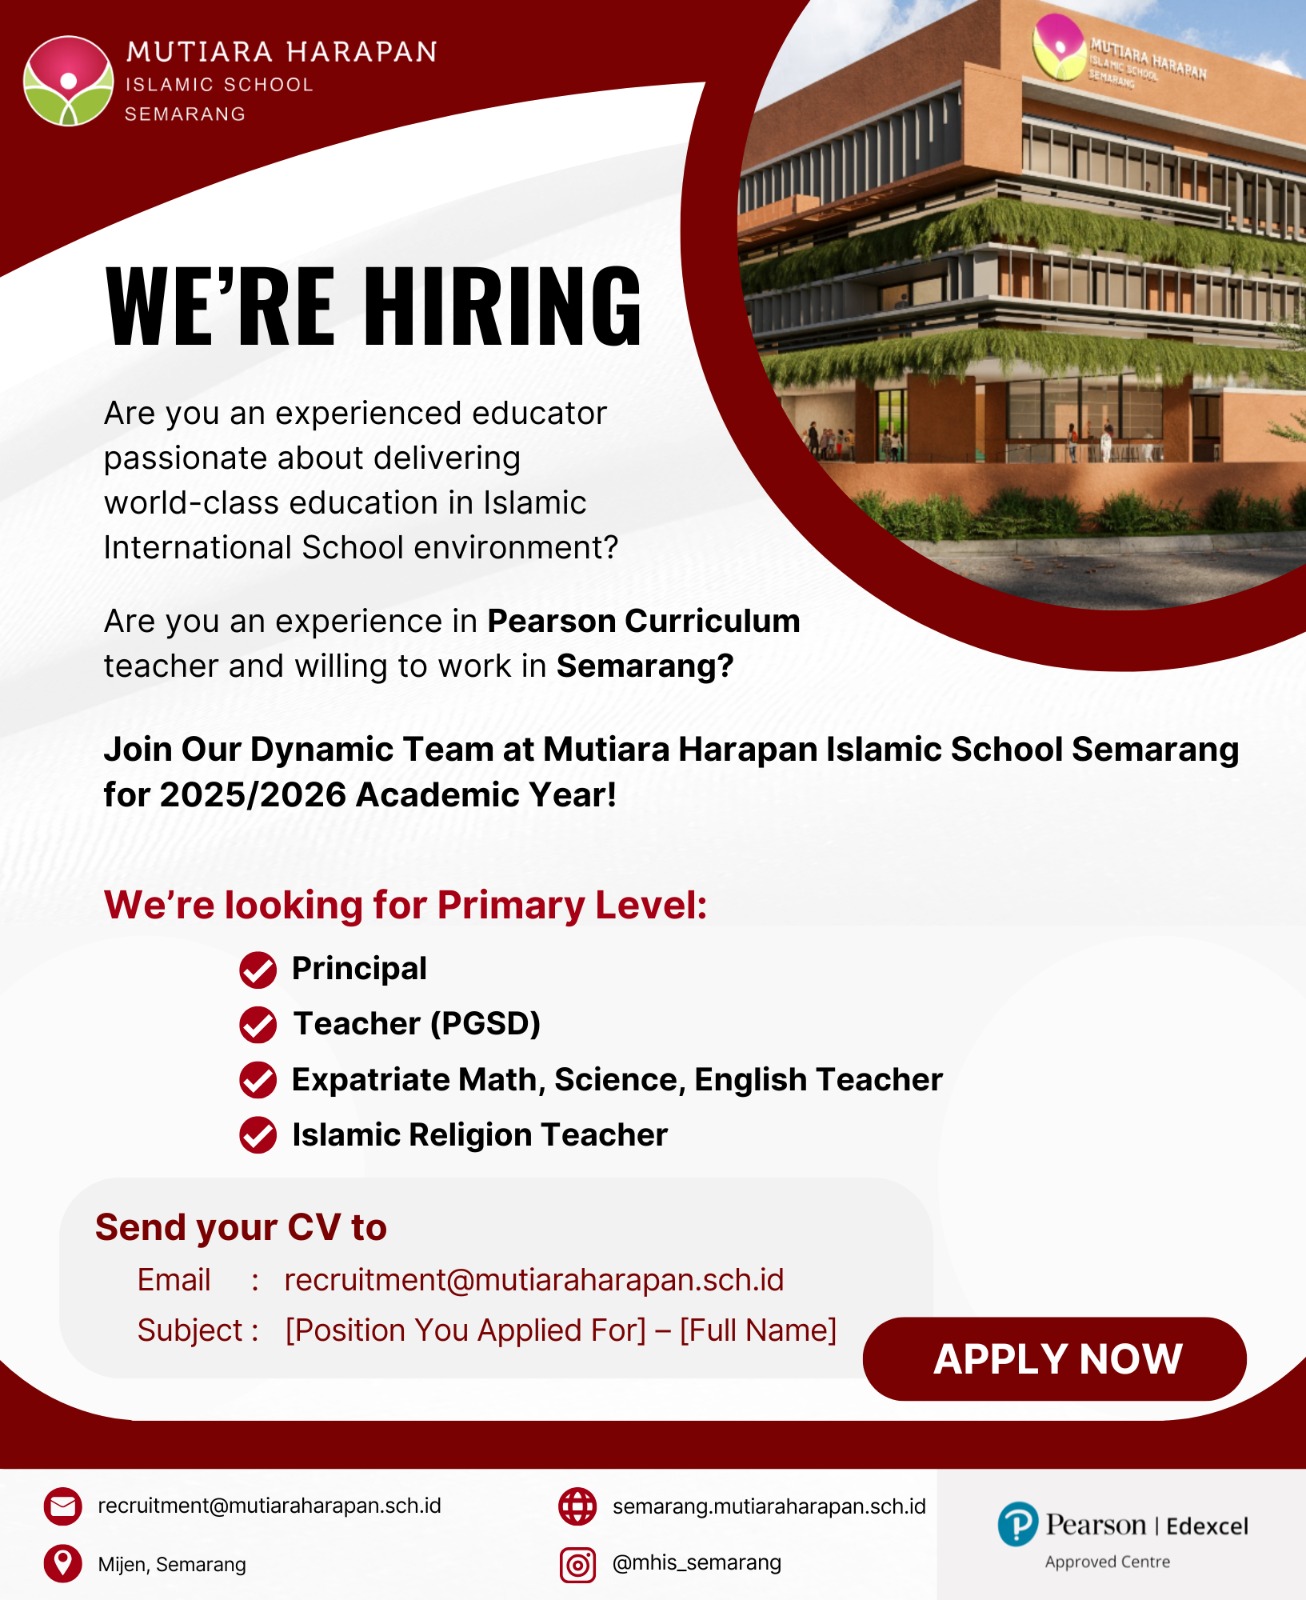 MUTIARA HARAPAN
ISLAMIC SCHOOL
SEMARANG
MUTIARA HARAPAN
ISLAMIC SCHOOL
SEMARANG
WE’RE HIRING
Are you an experienced educator
passionate about delivering
world-class education in Islamic
International School environment?
Are you an experience in Pearson Curriculum
teacher and willing to work in Semarang?
Join Our Dynamic Team at Mutiara Harapan Islamic School Semarang
for 2025/2026 Academic Year!
We’re looking for Primary Level:
Principal
Teacher (PGSD)
Expatriate Math, Science, English Teacher
Islamic Religion Teacher
Send your CV to
Email : recruitment@mutiaraharapan.sch.id
Subject : [Position You Applied For] – [Full Name]
APPLY NOW
recruitment@mutiaraharapan.sch.id
Mijen, Semarang
semarang.mutiaraharapan.sch.id
@mhis_semarang
Pearson | Edexcel
Approved Centre